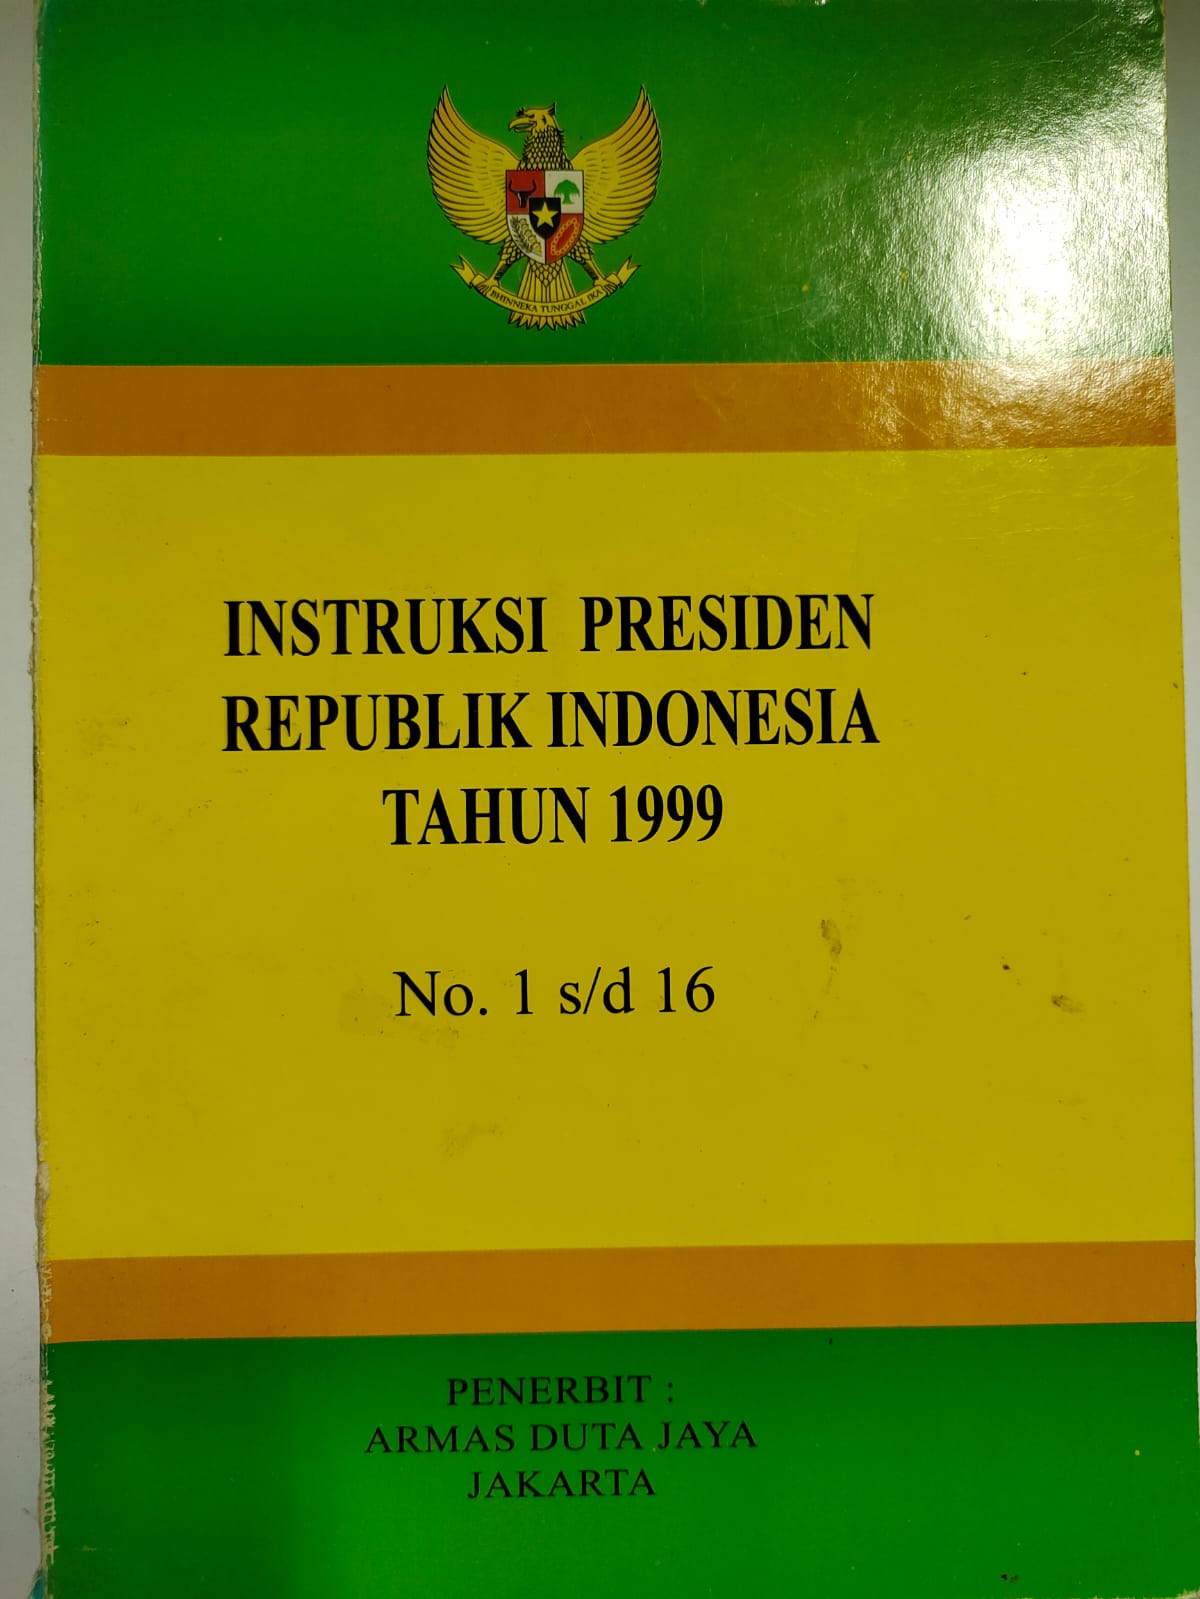 BHINNEKA TUNGGAL IKA
INSTRUKSI PRESIDEN
REPUBLIK INDONESIA
TAHUN 1999
No. 1 s/d 16
PENERBIT :
ARMAS DUTA JAYA
JAKARTA